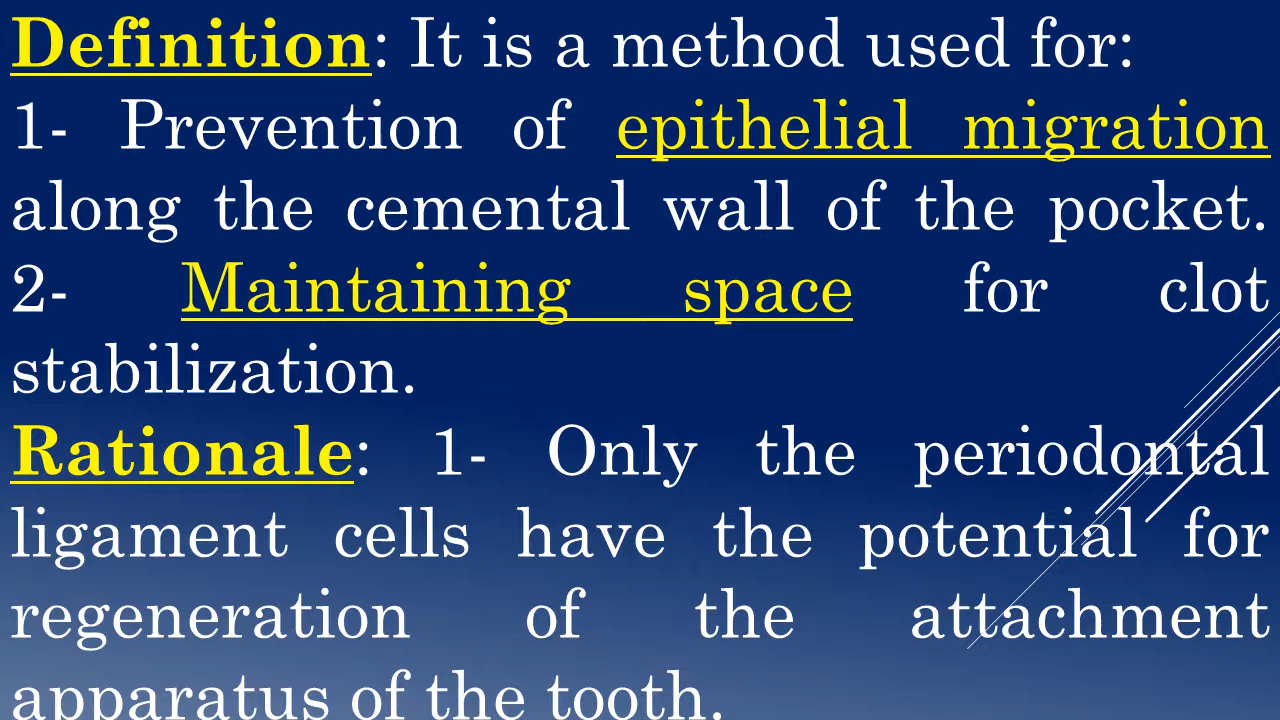 Definition: It is a method used for:
1- Prevention of epithelial migration
along the cemental wall of the pocket.
2- Maintaining space for clot
stabilization.
Rationale: 1- Only the periodontal
ligament cells have the potential for
regeneration of the attachment
apparatus of the tooth.